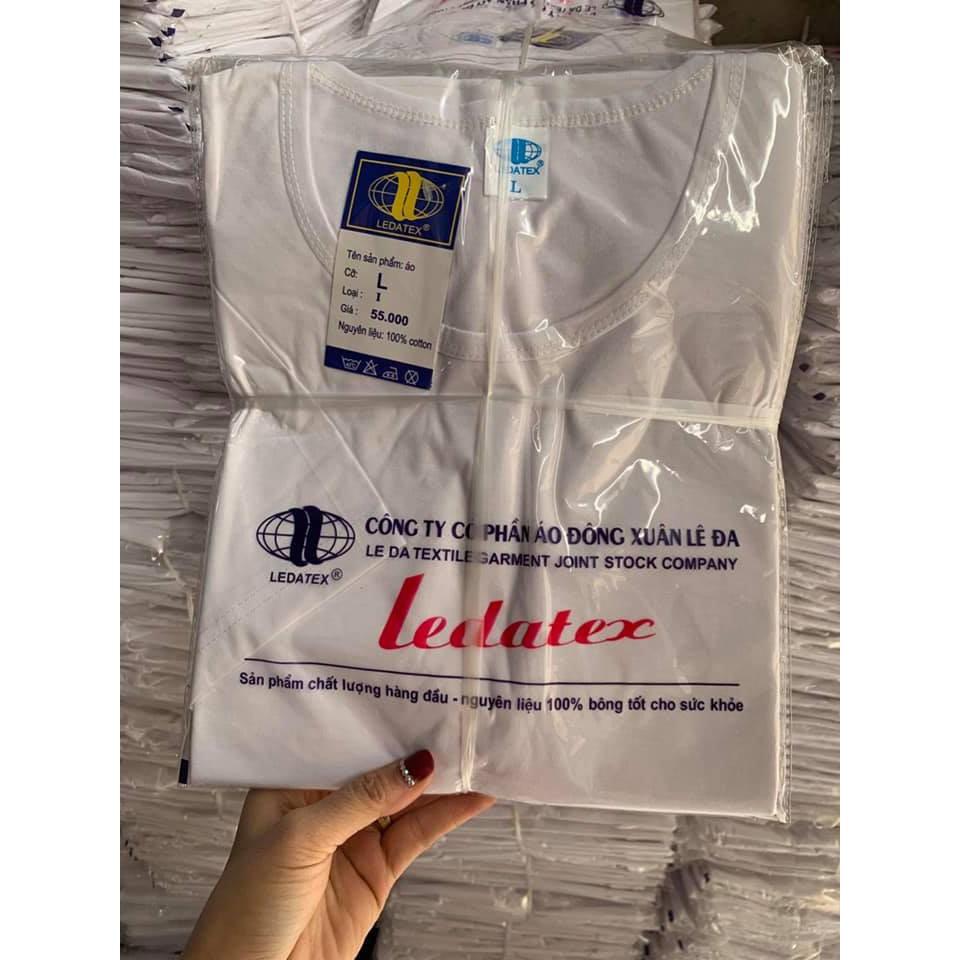 LEDATEX
L
LEDATEX®
Tên sản phẩm: áo
Cỡ: L
Loại : I
Giá : 55.000
Nguyên liệu: 100% cotton
LEDATEX®
CÔNG TY CỔ PHẦN ÁO ĐÔNG XUÂN LÊ ĐA
LE DA TEXTILE GARMENT JOINT STOCK COMPANY
Ledatex
Sản phẩm chất lượng hàng đầu - nguyên liệu 100% bông tốt cho sức khỏe